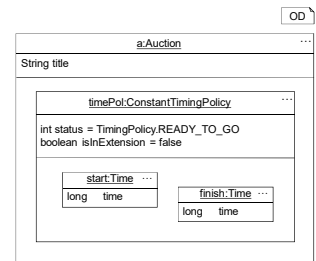 OD
a:Auction ...
String title
timePol:ConstantTimingPolicy ...
int status = TimingPolicy.READY_TO_GO
boolean isInExtension = false
start:Time ...
long time
finish:Time ...
long time